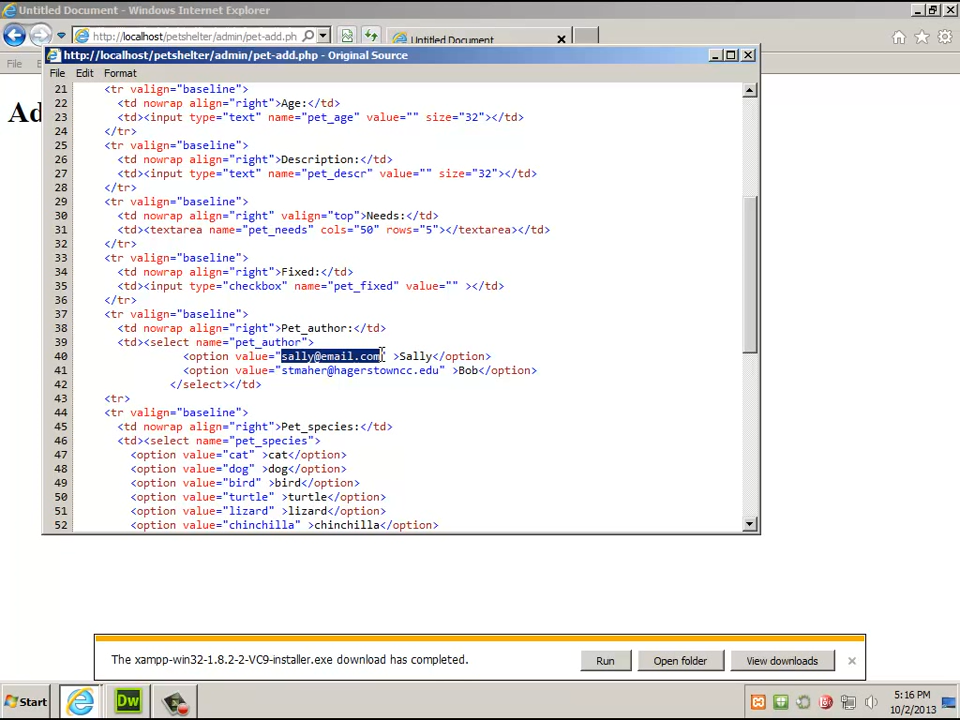 Untitled Document - Windows Internet Explorer
http://localhost/petshelter/admin/pet-add.ph
Untitled Document
http://localhost/petshelter/admin/pet-add.php - Original Source
File
File Edit Format
Ad
21 <tr valign="baseline">
22 <td nowrap align="right">Age:</td>
23 <td><input type="text" name="pet_age" value="" size="32"></td>
24 </tr>
25 <tr valign="baseline">
26 <td nowrap align="right">Description:</td>
27 <td><input type="text" name="pet_descr" value="" size="32"></td>
28 </tr>
29 <tr valign="baseline">
30 <td nowrap align="right" valign="top">Needs:</td>
31 <td><textarea name="pet_needs" cols="50" rows="5"></textarea></td>
32 </tr>
33 <tr valign="baseline">
34 <td nowrap align="right">Fixed:</td>
35 <td><input type="checkbox" name="pet_fixed" value="" ></td>
36 </tr>
37 <tr valign="baseline">
38 <td nowrap align="right">Pet_author:</td>
39 <td><select name="pet_author">
40 <option value="sally@email.com" >Sally</option>
41 <option value="stmaher@hagerstowncc.edu" >Bob</option>
42 </select></td>
43 <tr>
44 <tr valign="baseline">
45 <td nowrap align="right">Pet_species:</td>
46 <td><select name="pet_species">
47 <option value="cat" >cat</option>
48 <option value="dog" >dog</option>
49 <option value="bird" >bird</option>
50 <option value="turtle" >turtle</option>
51 <option value="lizard" >lizard</option>
52 <option value="chinchilla" >chinchilla</option>
The xampp-win32-1.8.2-2-VC9-installer.exe download has completed. Run Open folder View downloads
Start Dw 5:16 PM
10/2/2013